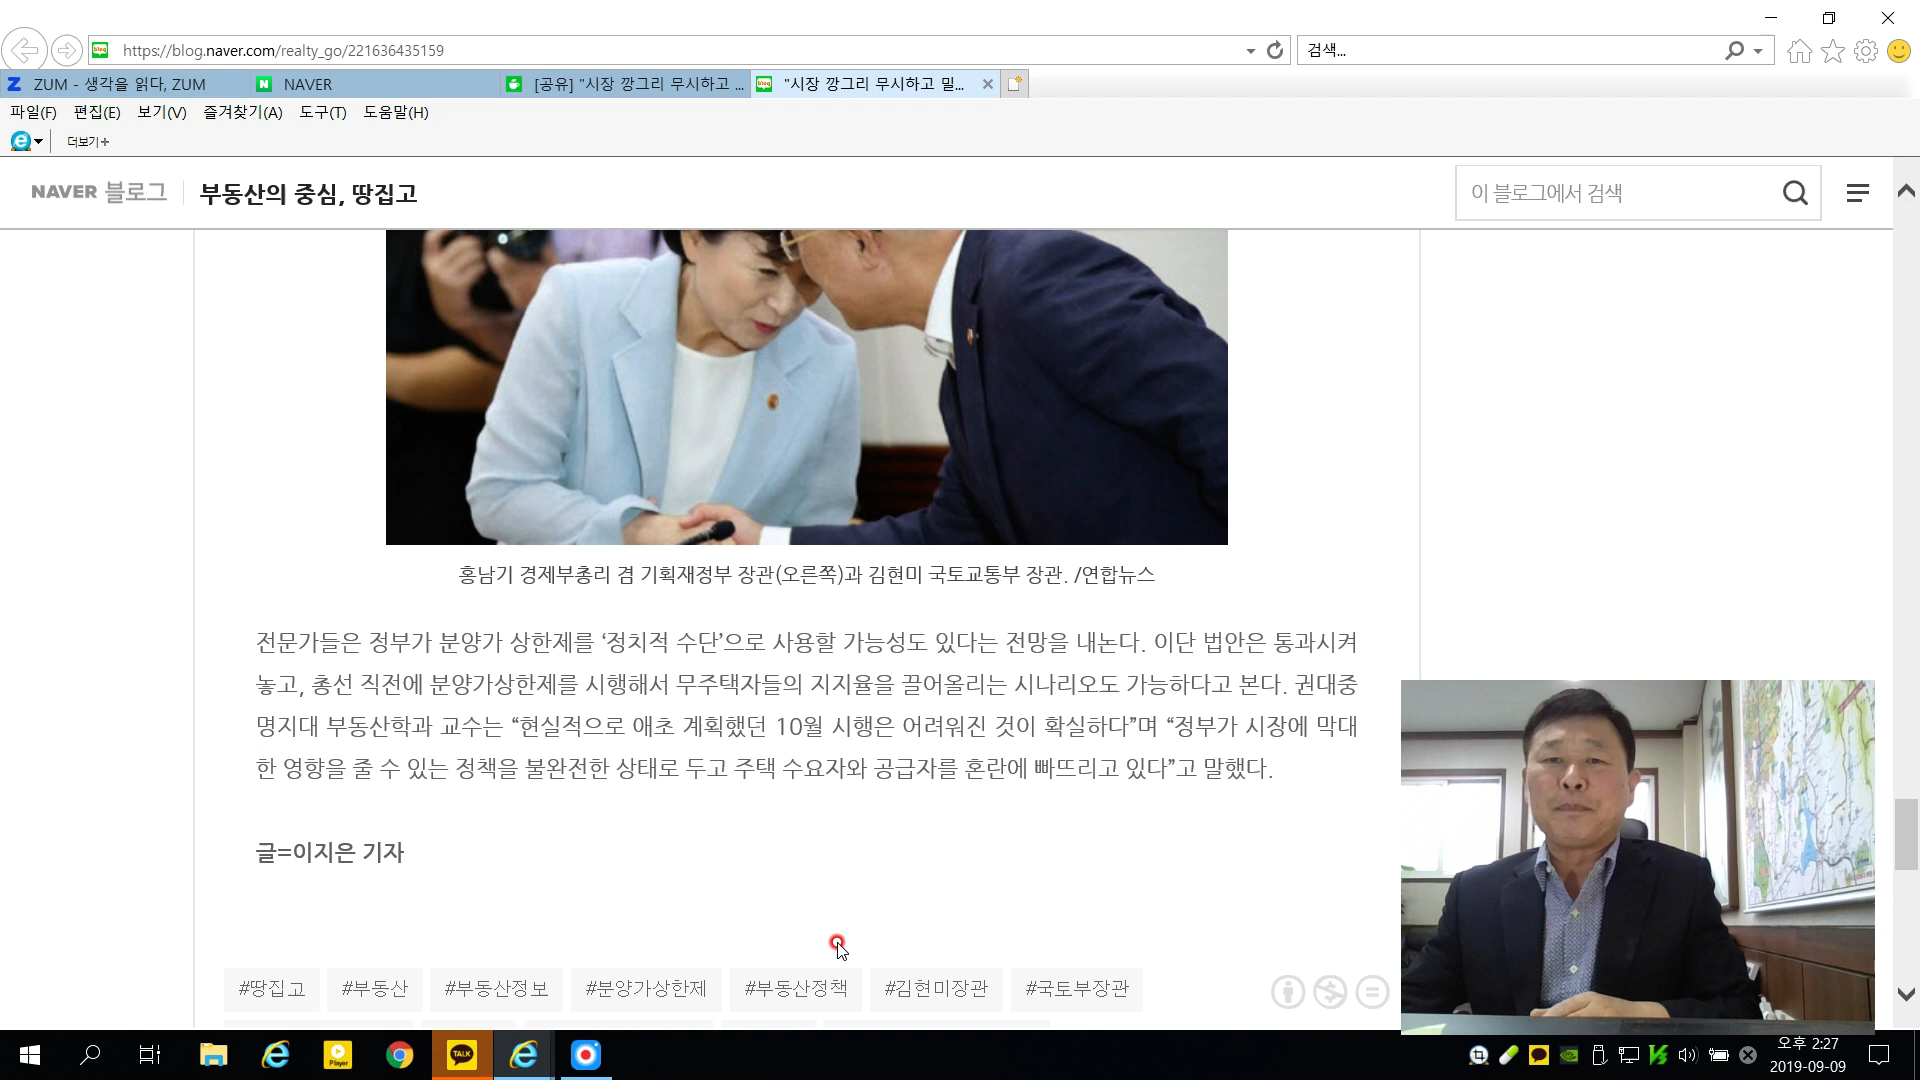 https://blog.naver.com/realty_go/221636435159
검색...
ZUM - 생각을 읽다, ZUM
NAVER
[공유] "시장 깡그리 무시하고 ...
"시장 깡그리 무시하고 밀...
파일(F) 편집(E) 보기(V) 즐겨찾기(A) 도구(T) 도움말(H)
더보기+
NAVER 블로그
부동산의 중심, 땅집고
이 블로그에서 검색
홍남기 경제부총리 겸 기획재정부 장관(오른쪽)과 김현미 국토교통부 장관. /연합뉴스
전문가들은 정부가 분양가 상한제를 ‘정치적 수단’으로 사용할 가능성도 있다는 전망을 내논다. 이단 법안은 통과시켜
놓고, 총선 직전에 분양가상한제를 시행해서 무주택자들의 지지율을 끌어올리는 시나리오도 가능하다고 본다. 권대중
명지대 부동산학과 교수는 “현실적으로 애초 계획했던 10월 시행은 어려워진 것이 확실하다”며 “정부가 시장에 막대
한 영향을 줄 수 있는 정책을 불완전한 상태로 두고 주택 수요자와 공급자를 혼란에 빠뜨리고 있다”고 말했다.
글=이지은 기자
#땅집고 #부동산 #부동산정보 #분양가상한제 #부동산정책 #김현미장관 #국토부장관
Player
TALK
오후 2:27
2019-09-09